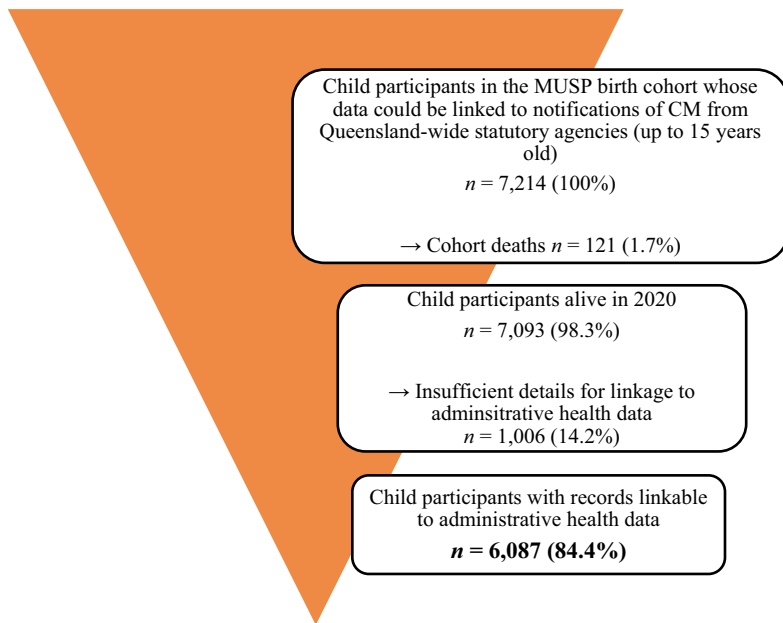 Child participants in the MUSP birth cohort whose
data could be linked to notifications of CM from
Queensland-wide statutory agencies (up to 15 years
old)
n = 7,214 (100%)
→ Cohort deaths n = 121 (1.7%)
Child participants alive in 2020
n = 7,093 (98.3%)
→ Insufficient details for linkage to
adminsitrative health data
n = 1,006 (14.2%)
Child participants with records linkable
to administrative health data
n = 6,087 (84.4%)